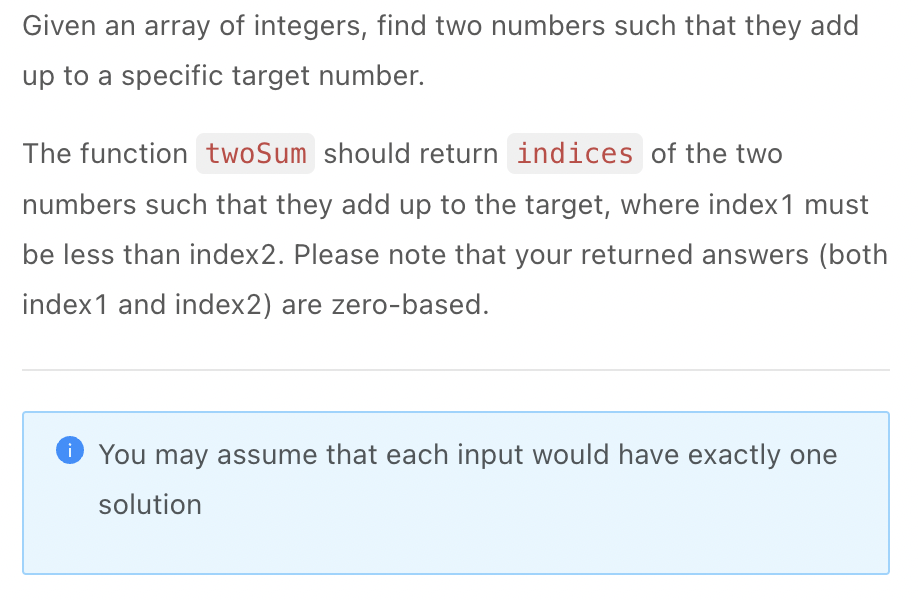 Given an array of integers, find two numbers such that they add
up to a specific target number.
The function twoSum should return indices of the two
numbers such that they add up to the target, where index1 must
be less than index2. Please note that your returned answers (both
index1 and index2) are zero-based.
You may assume that each input would have exactly one
solution